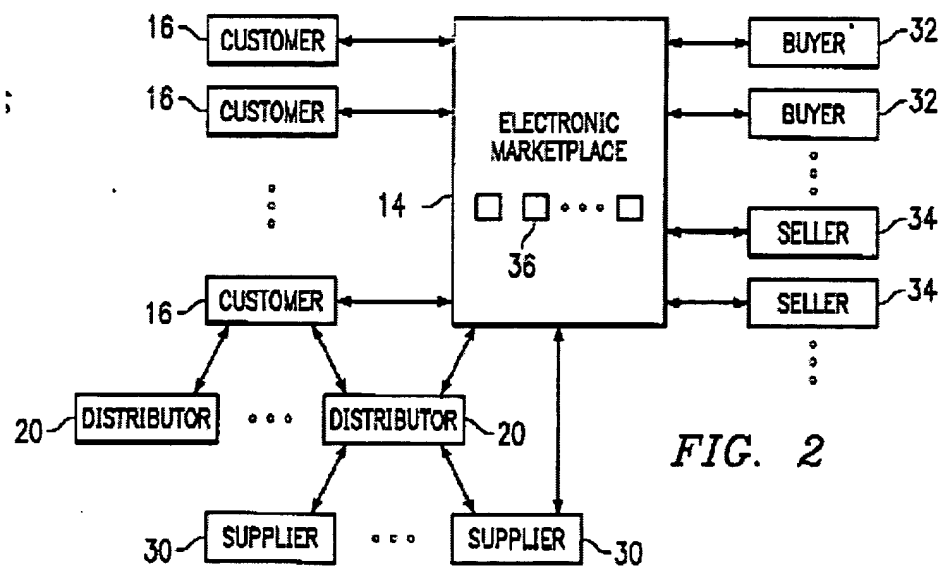 16 CUSTOMER
16 CUSTOMER
16 CUSTOMER
ELECTRONIC
MARKETPLACE
14
36
BUYER 32
BUYER 32
SELLER 34
SELLER 34
20 DISTRIBUTOR
DISTRIBUTOR 20
30 SUPPLIER
SUPPLIER 30
FIG. 2